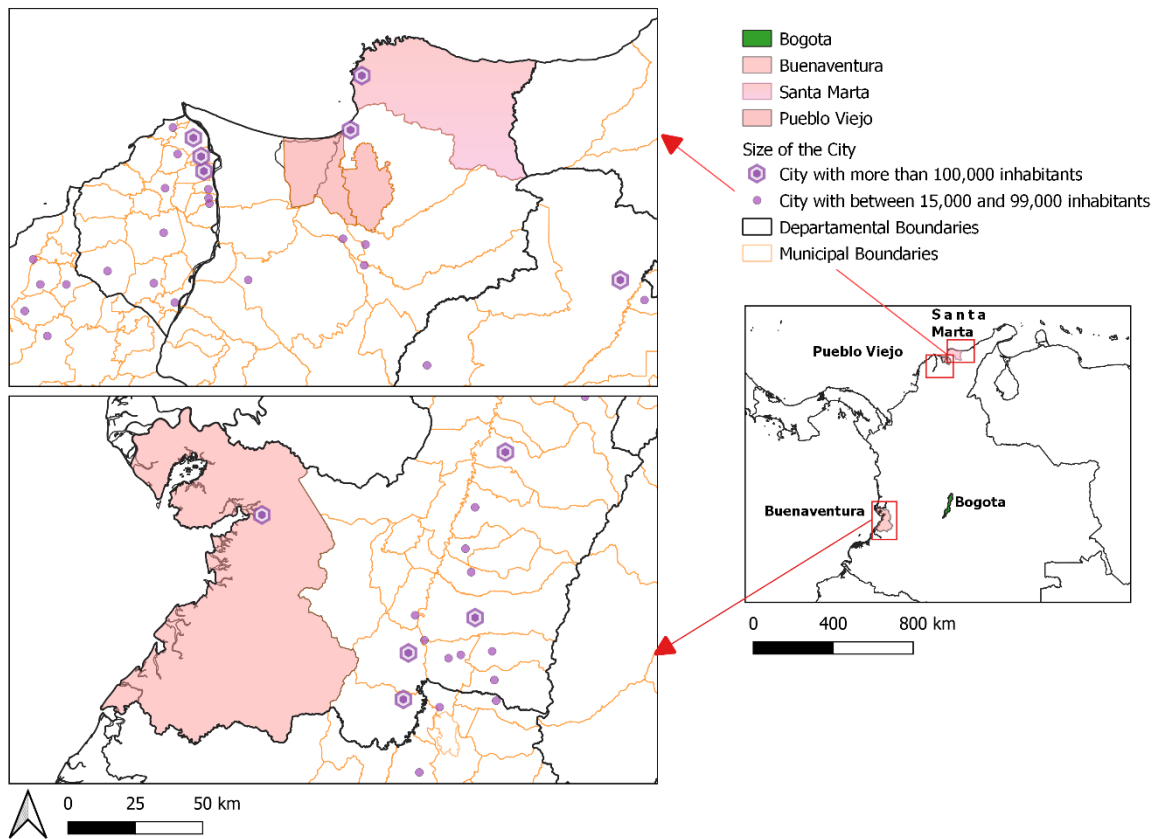 Bogota
Buenaventura
Santa Marta
Pueblo Viejo
Size of the City
City with more than 100,000 inhabitants
City with between 15,000 and 99,000 inhabitants
Departamental Boundaries
Municipal Boundaries
Santa
Marta
Pueblo Viejo
Buenaventura
Bogota
0 400 800 km
0 25 50 km